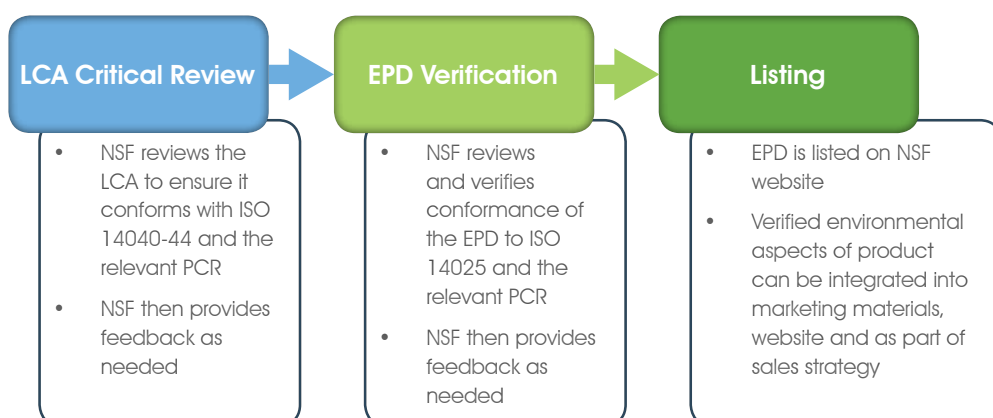 LCA Critical Review
• NSF reviews the
LCA to ensure it
conforms with ISO
14040-44 and the
relevant PCR
• NSF then provides
feedback as
needed
EPD Verification
• NSF reviews
and verifies
conformance of
the EPD to ISO
14025 and the
relevant PCR
• NSF then provides
feedback as
needed
Listing
• EPD is listed on NSF
website
• Verified environmental
aspects of product
can be integrated into
marketing materials,
website and as part of
sales strategy